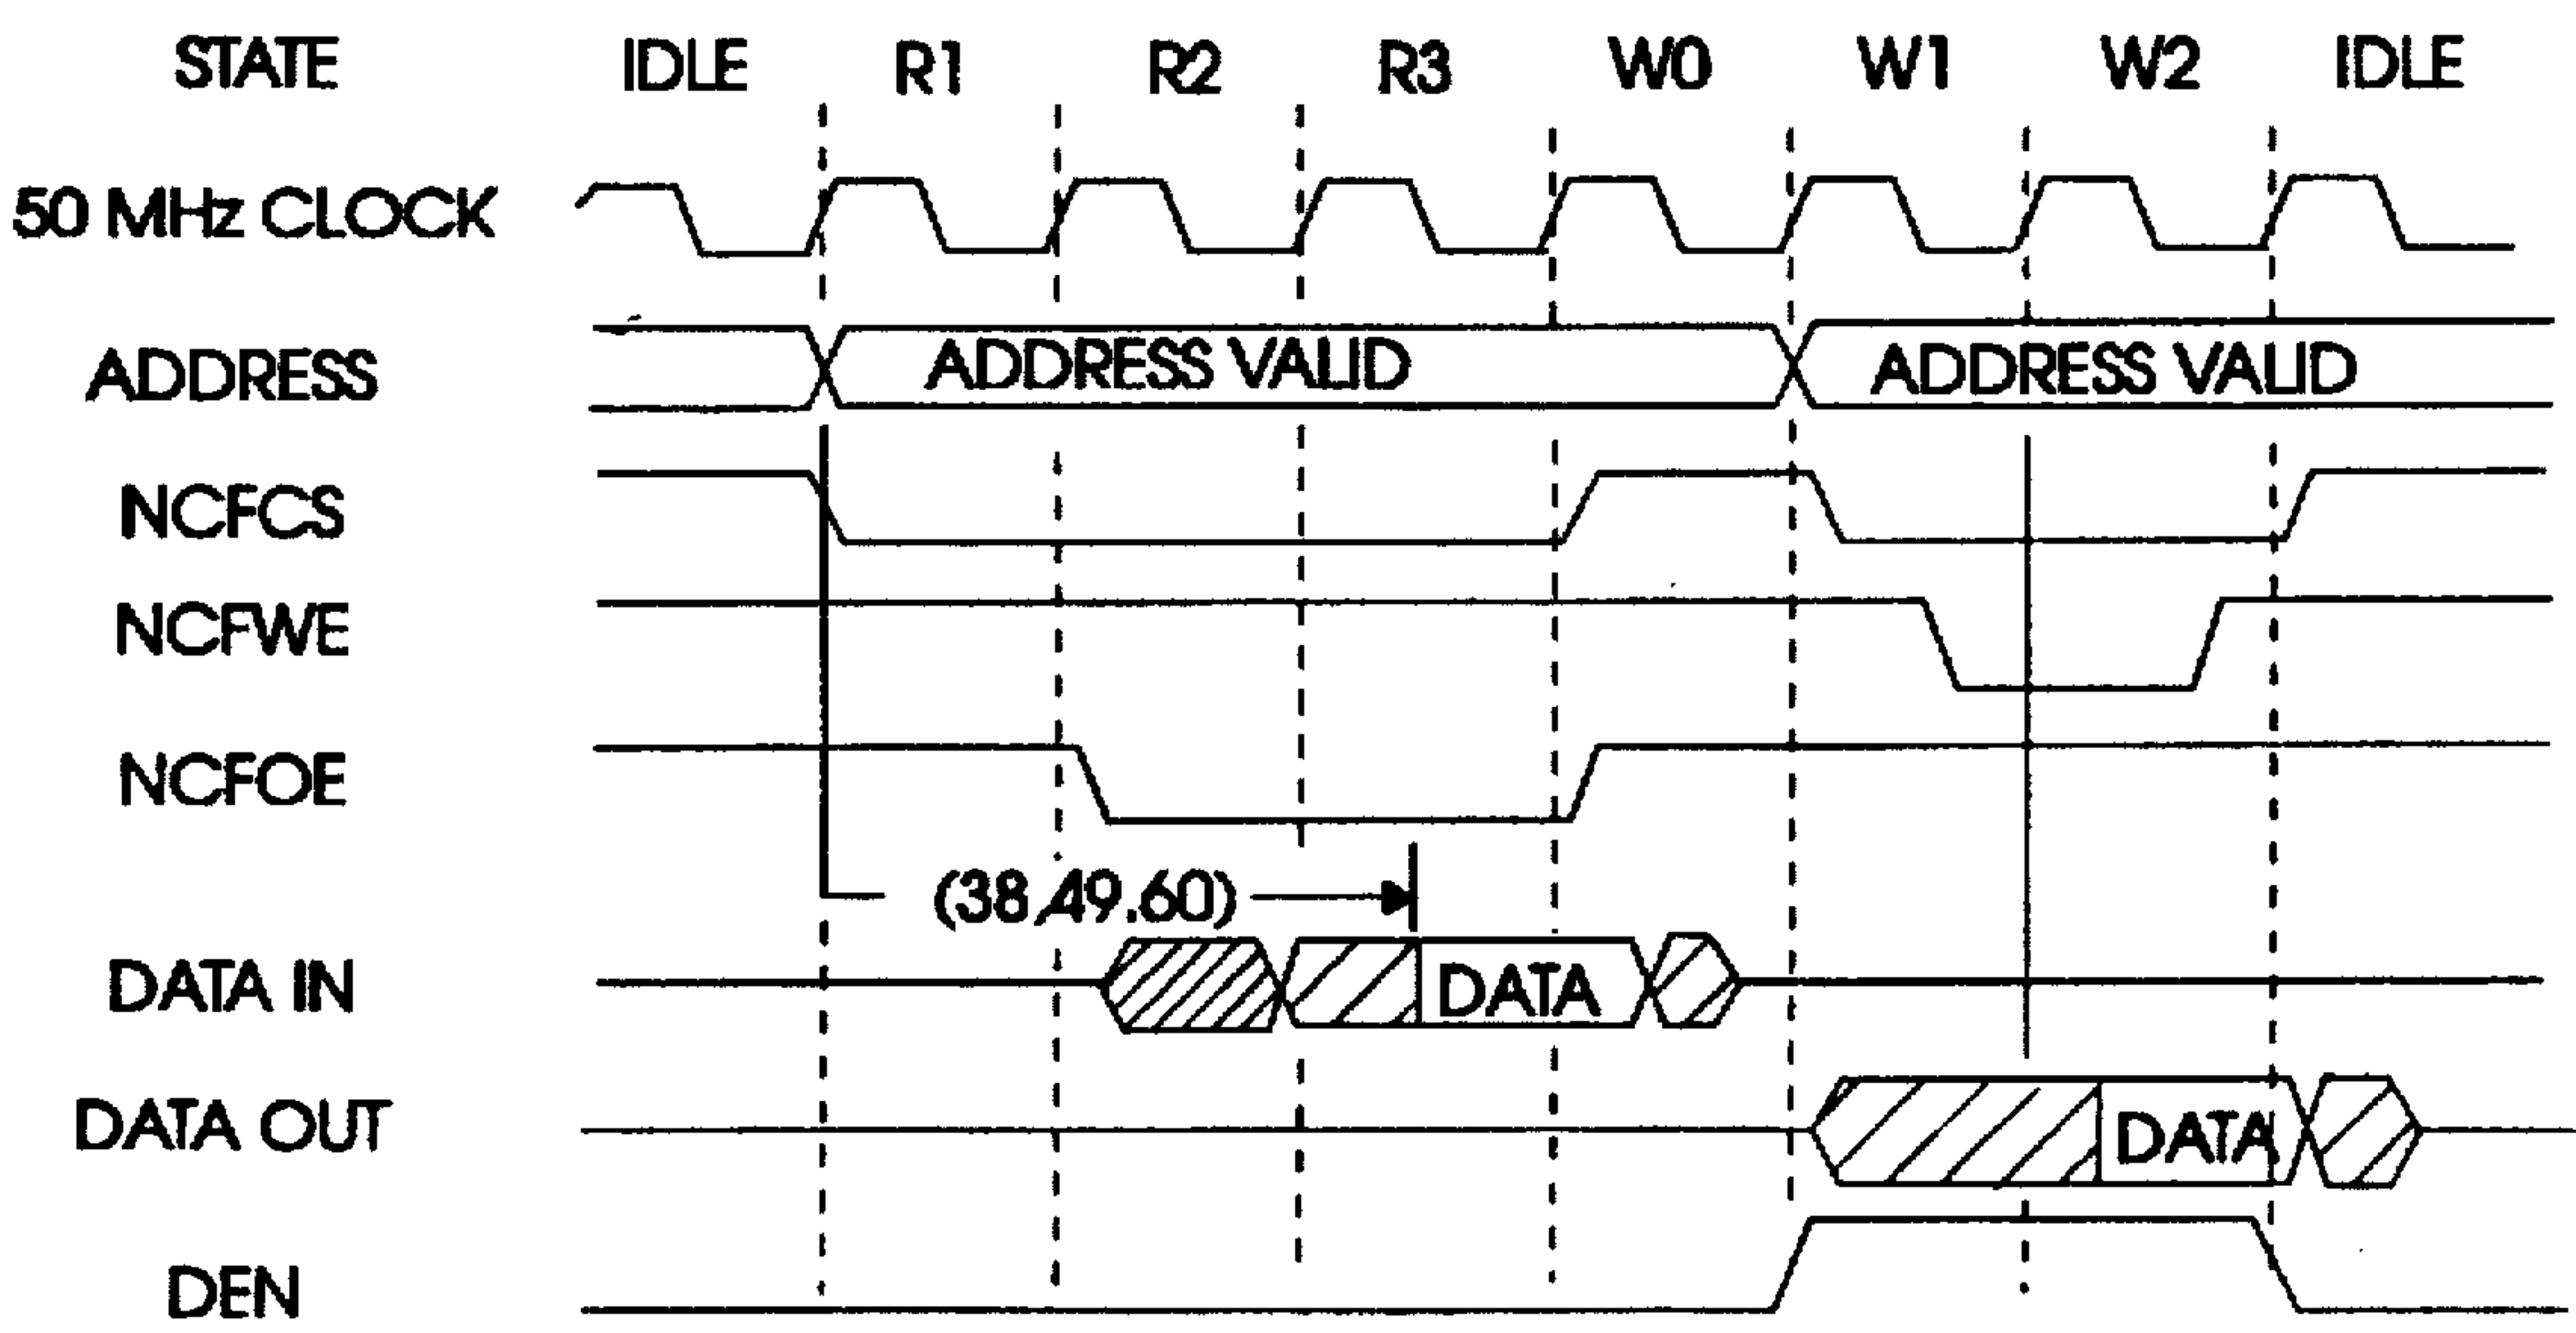 STATE IDLE R1 R2 R3 W0 W1 W2 IDLE
50 MHz CLOCK
ADDRESS ADDRESS VALID ADDRESS VALID
NCFCS
NCFWE
NCFOE
(38,49.60)
DATA IN DATA
DATA OUT DATA
DEN